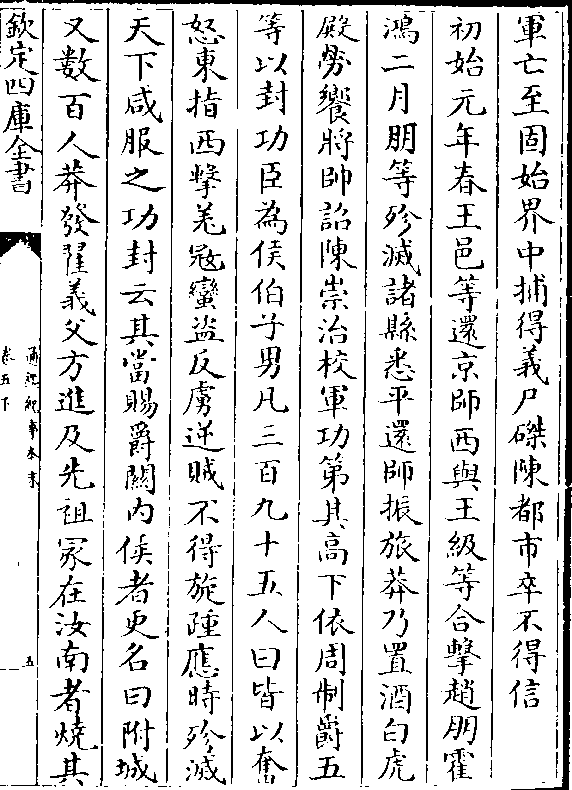 軍亡至固始界中捕得義尸磔陳都市卒不得信
初始元年春王邑等還京師西與王級等合擊趙朋霍
鴻二月朋等殄滅諸縣悉平還師振旅莽乃置酒白虎
殿勞饗將帥詔陳崇治校軍功第其高下依周制爵五
等以封功臣為侯伯子男凡三百九十五人曰皆以奮
怒東指西擊羌寇蠻盜反虜逆賊不得旋踵應時殄滅
天下咸服之功封云其當賜爵關内侯者更名曰附城
又數百人莽發翟義父方進及先祖冢在汝南者燒其
欽定四庫全書
通鑑紀事本末
卷五下
五